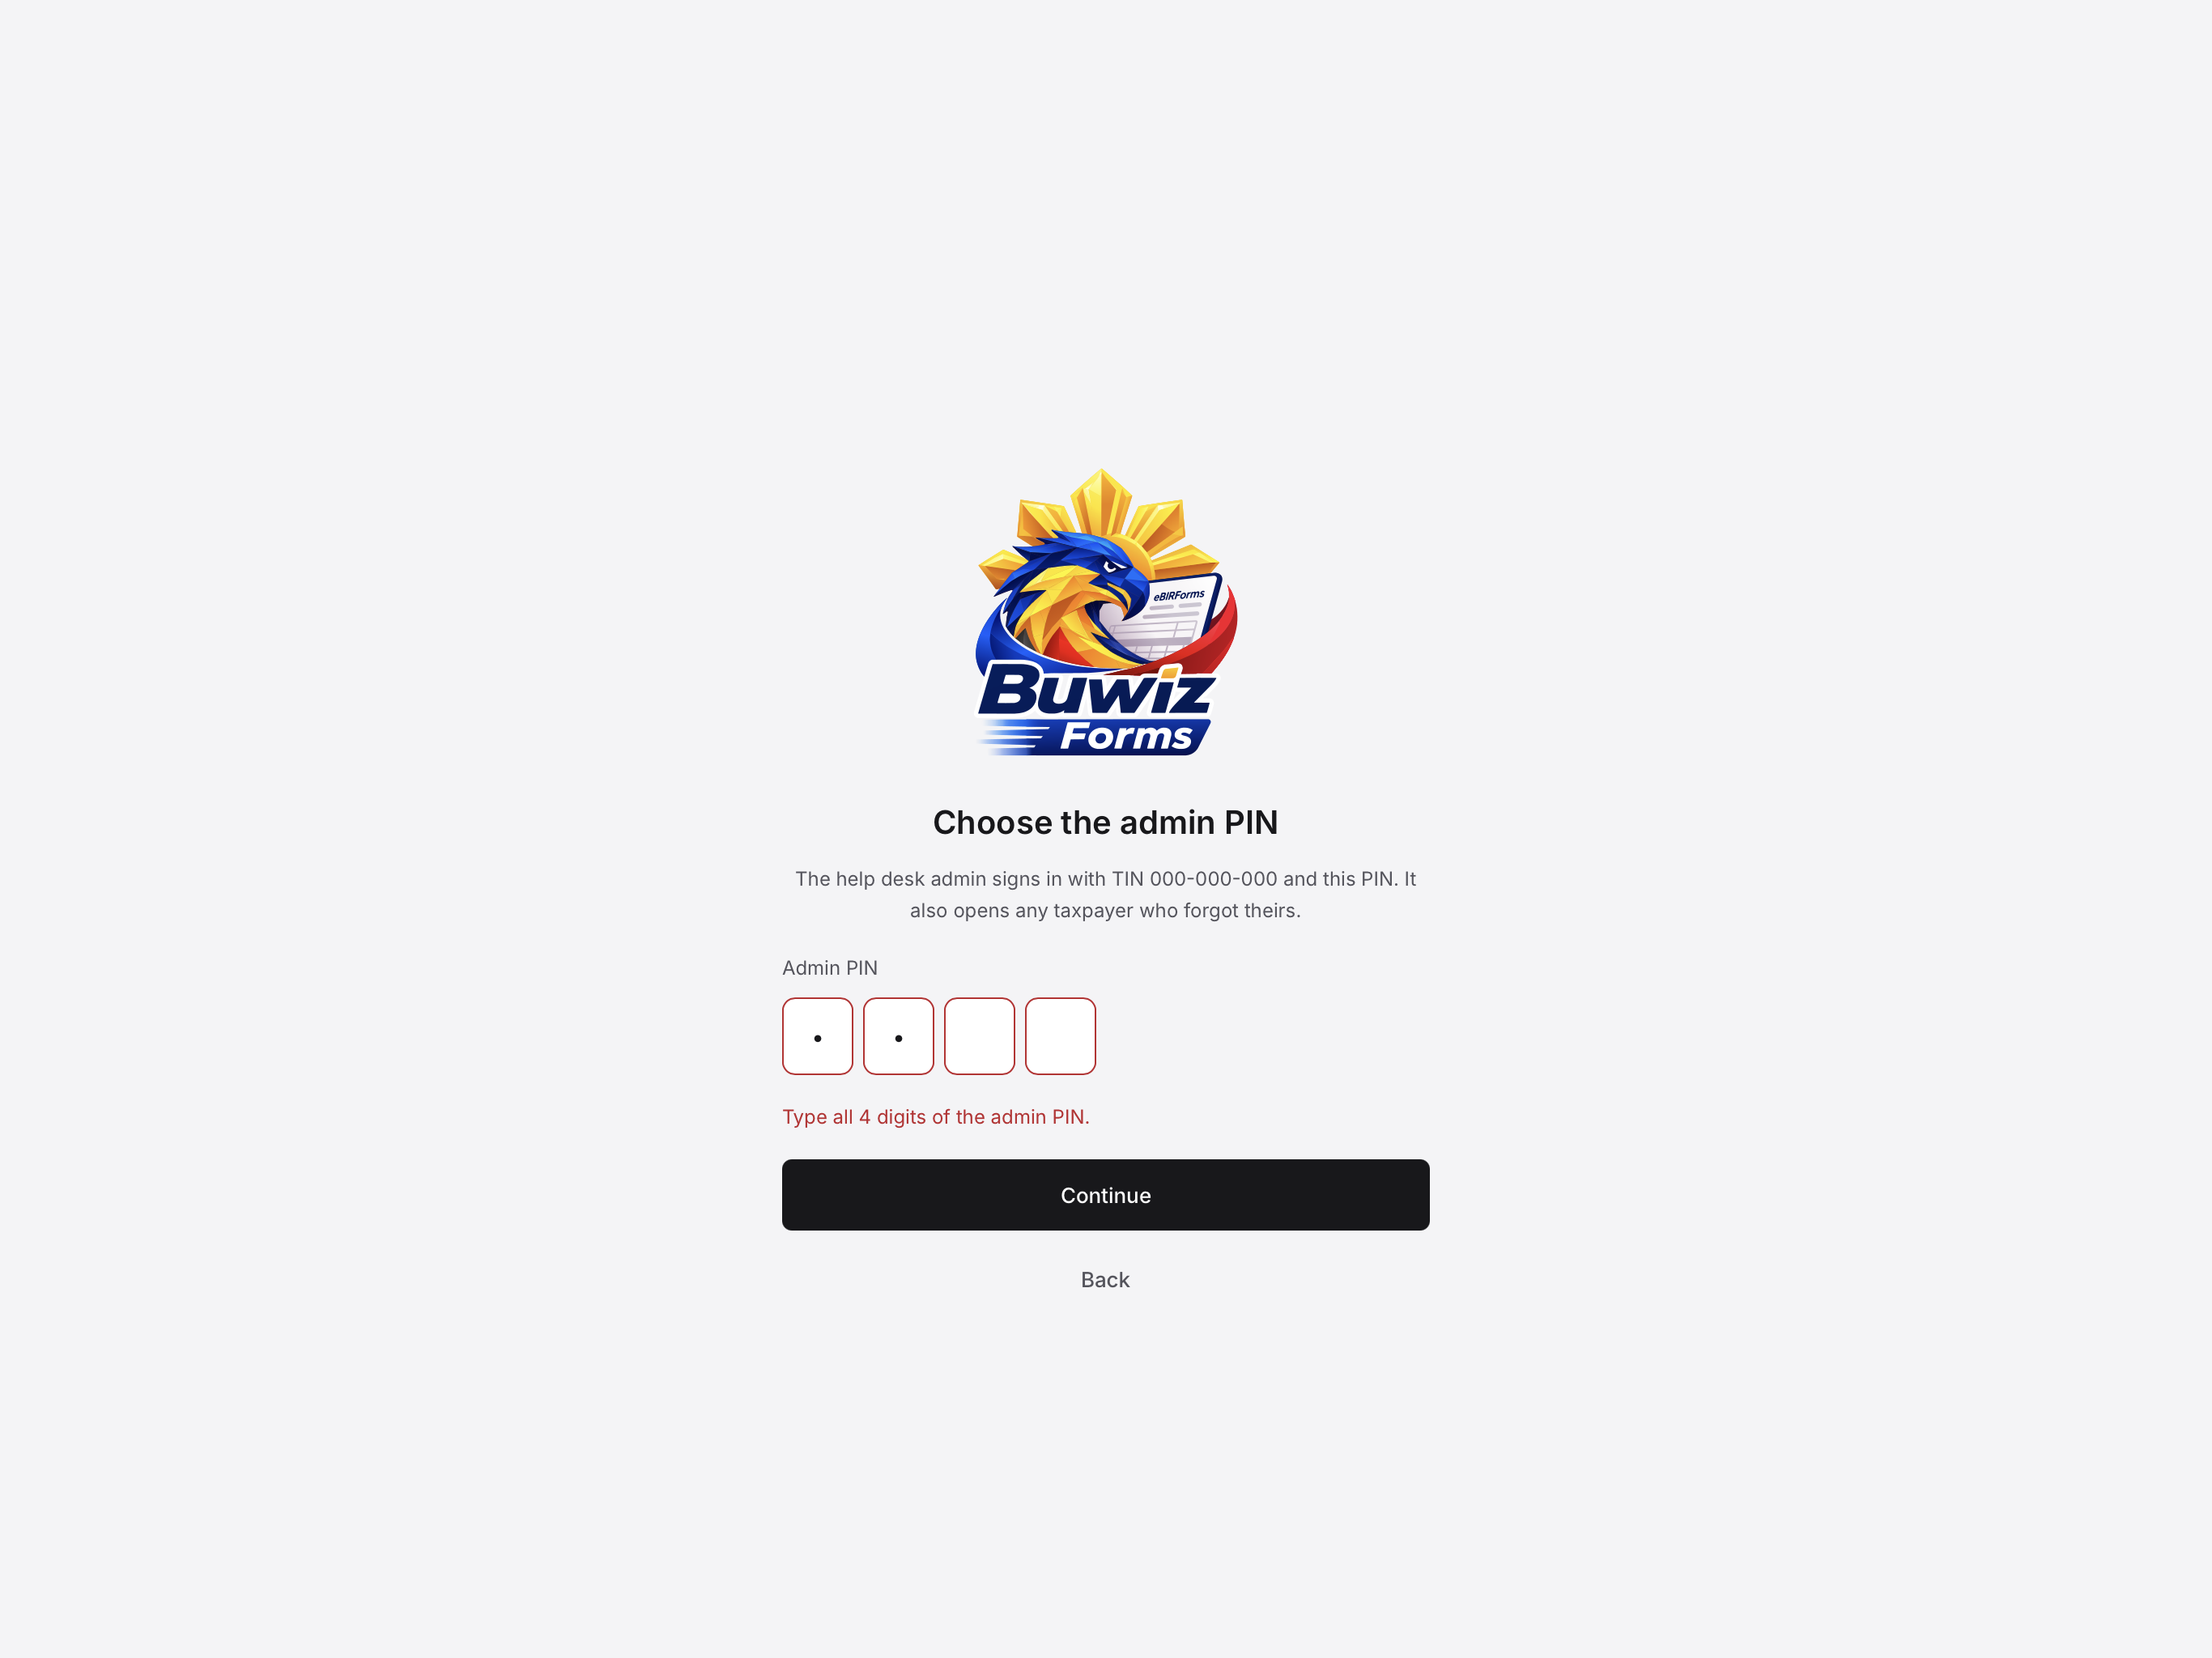 eBIRForms
Buwiz
Forms
Choose the admin PIN
The help desk admin signs in with TIN 000-000-000 and this PIN. It
also opens any taxpayer who forgot theirs.
Admin PIN
Type all 4 digits of the admin PIN.
Continue
Back